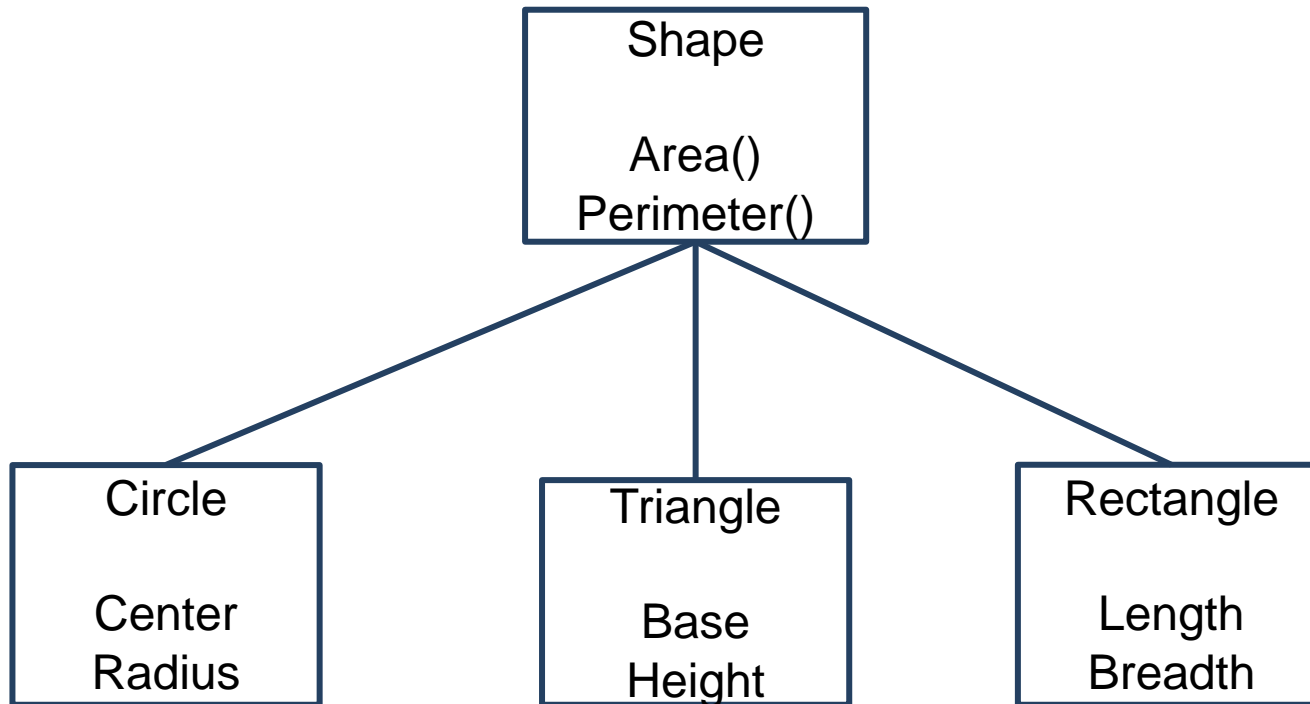 Shape
Area()
Perimeter()
Circle
Center
Radius
Triangle
Base
Height
Rectangle
Length
Breadth